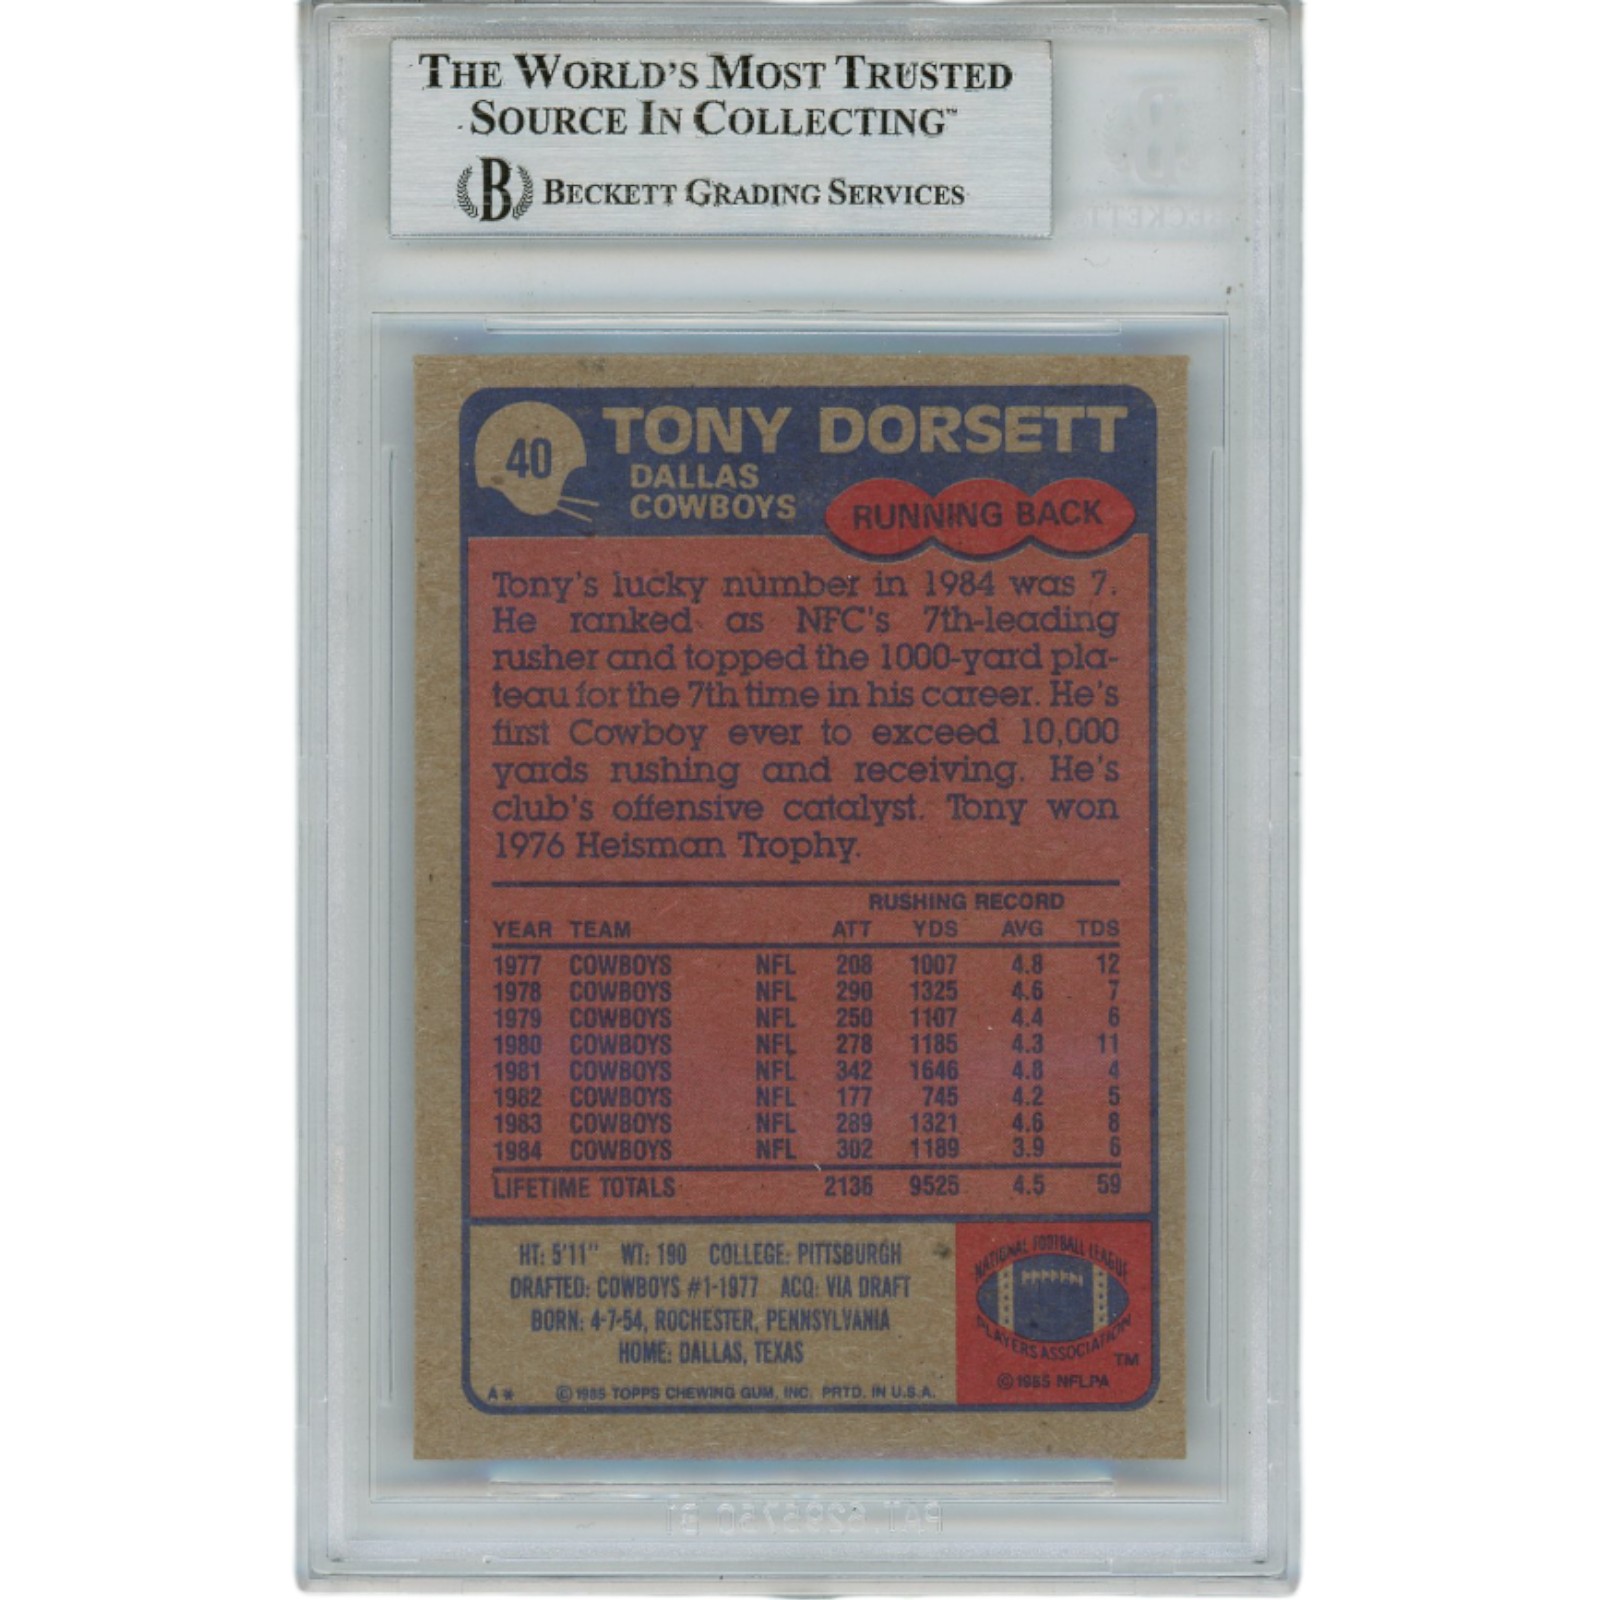 THE WORLD'S MOST TRUSTED
SOURCE IN COLLECTING™
B BECKETT GRADING SERVICES
40
TONY DORSETT
DALLAS
COWBOYS
RUNNING BACK
Tony's lucky number in 1984 was 7.
He ranked as NFC's 7th-leading
rusher and topped the 1000-yard pla-
teau for the 7th time in his career. He's
first Cowboy ever to exceed 10,000
yards rushing and receiving. He's
club's offensive catalyst. Tony won
1976 Heisman Trophy.
RUSHING RECORD
YEAR TEAM ATT YDS AVG TDS
1977 COWBOYS NFL 208 1007 4.8 12
1978 COWBOYS NFL 290 1325 4.6 7
1979 COWBOYS NFL 250 1107 4.4 6
1980 COWBOYS NFL 278 1185 4.3 11
1981 COWBOYS NFL 342 1646 4.8 4
1982 COWBOYS NFL 177 745 4.2 5
1983 COWBOYS NFL 289 1321 4.6 8
1984 COWBOYS NFL 302 1189 3.9 6
LIFETIME TOTALS 2136 9525 4.5 59
HT: 5'11" WT: 190 COLLEGE: PITTSBURGH
DRAFTED: COWBOYS #1-1977 ACQ: VIA DRAFT
BORN: 4-7-54, ROCHESTER, PENNSYLVANIA
HOME: DALLAS, TEXAS
A* © 1985 TOPPS CHEWING GUM, INC. PRTD. IN U.S.A.
NATIONAL FOOTBALL LEAGUE
PLAYERS ASSOCIATION
TM
© 1985 NFLPA